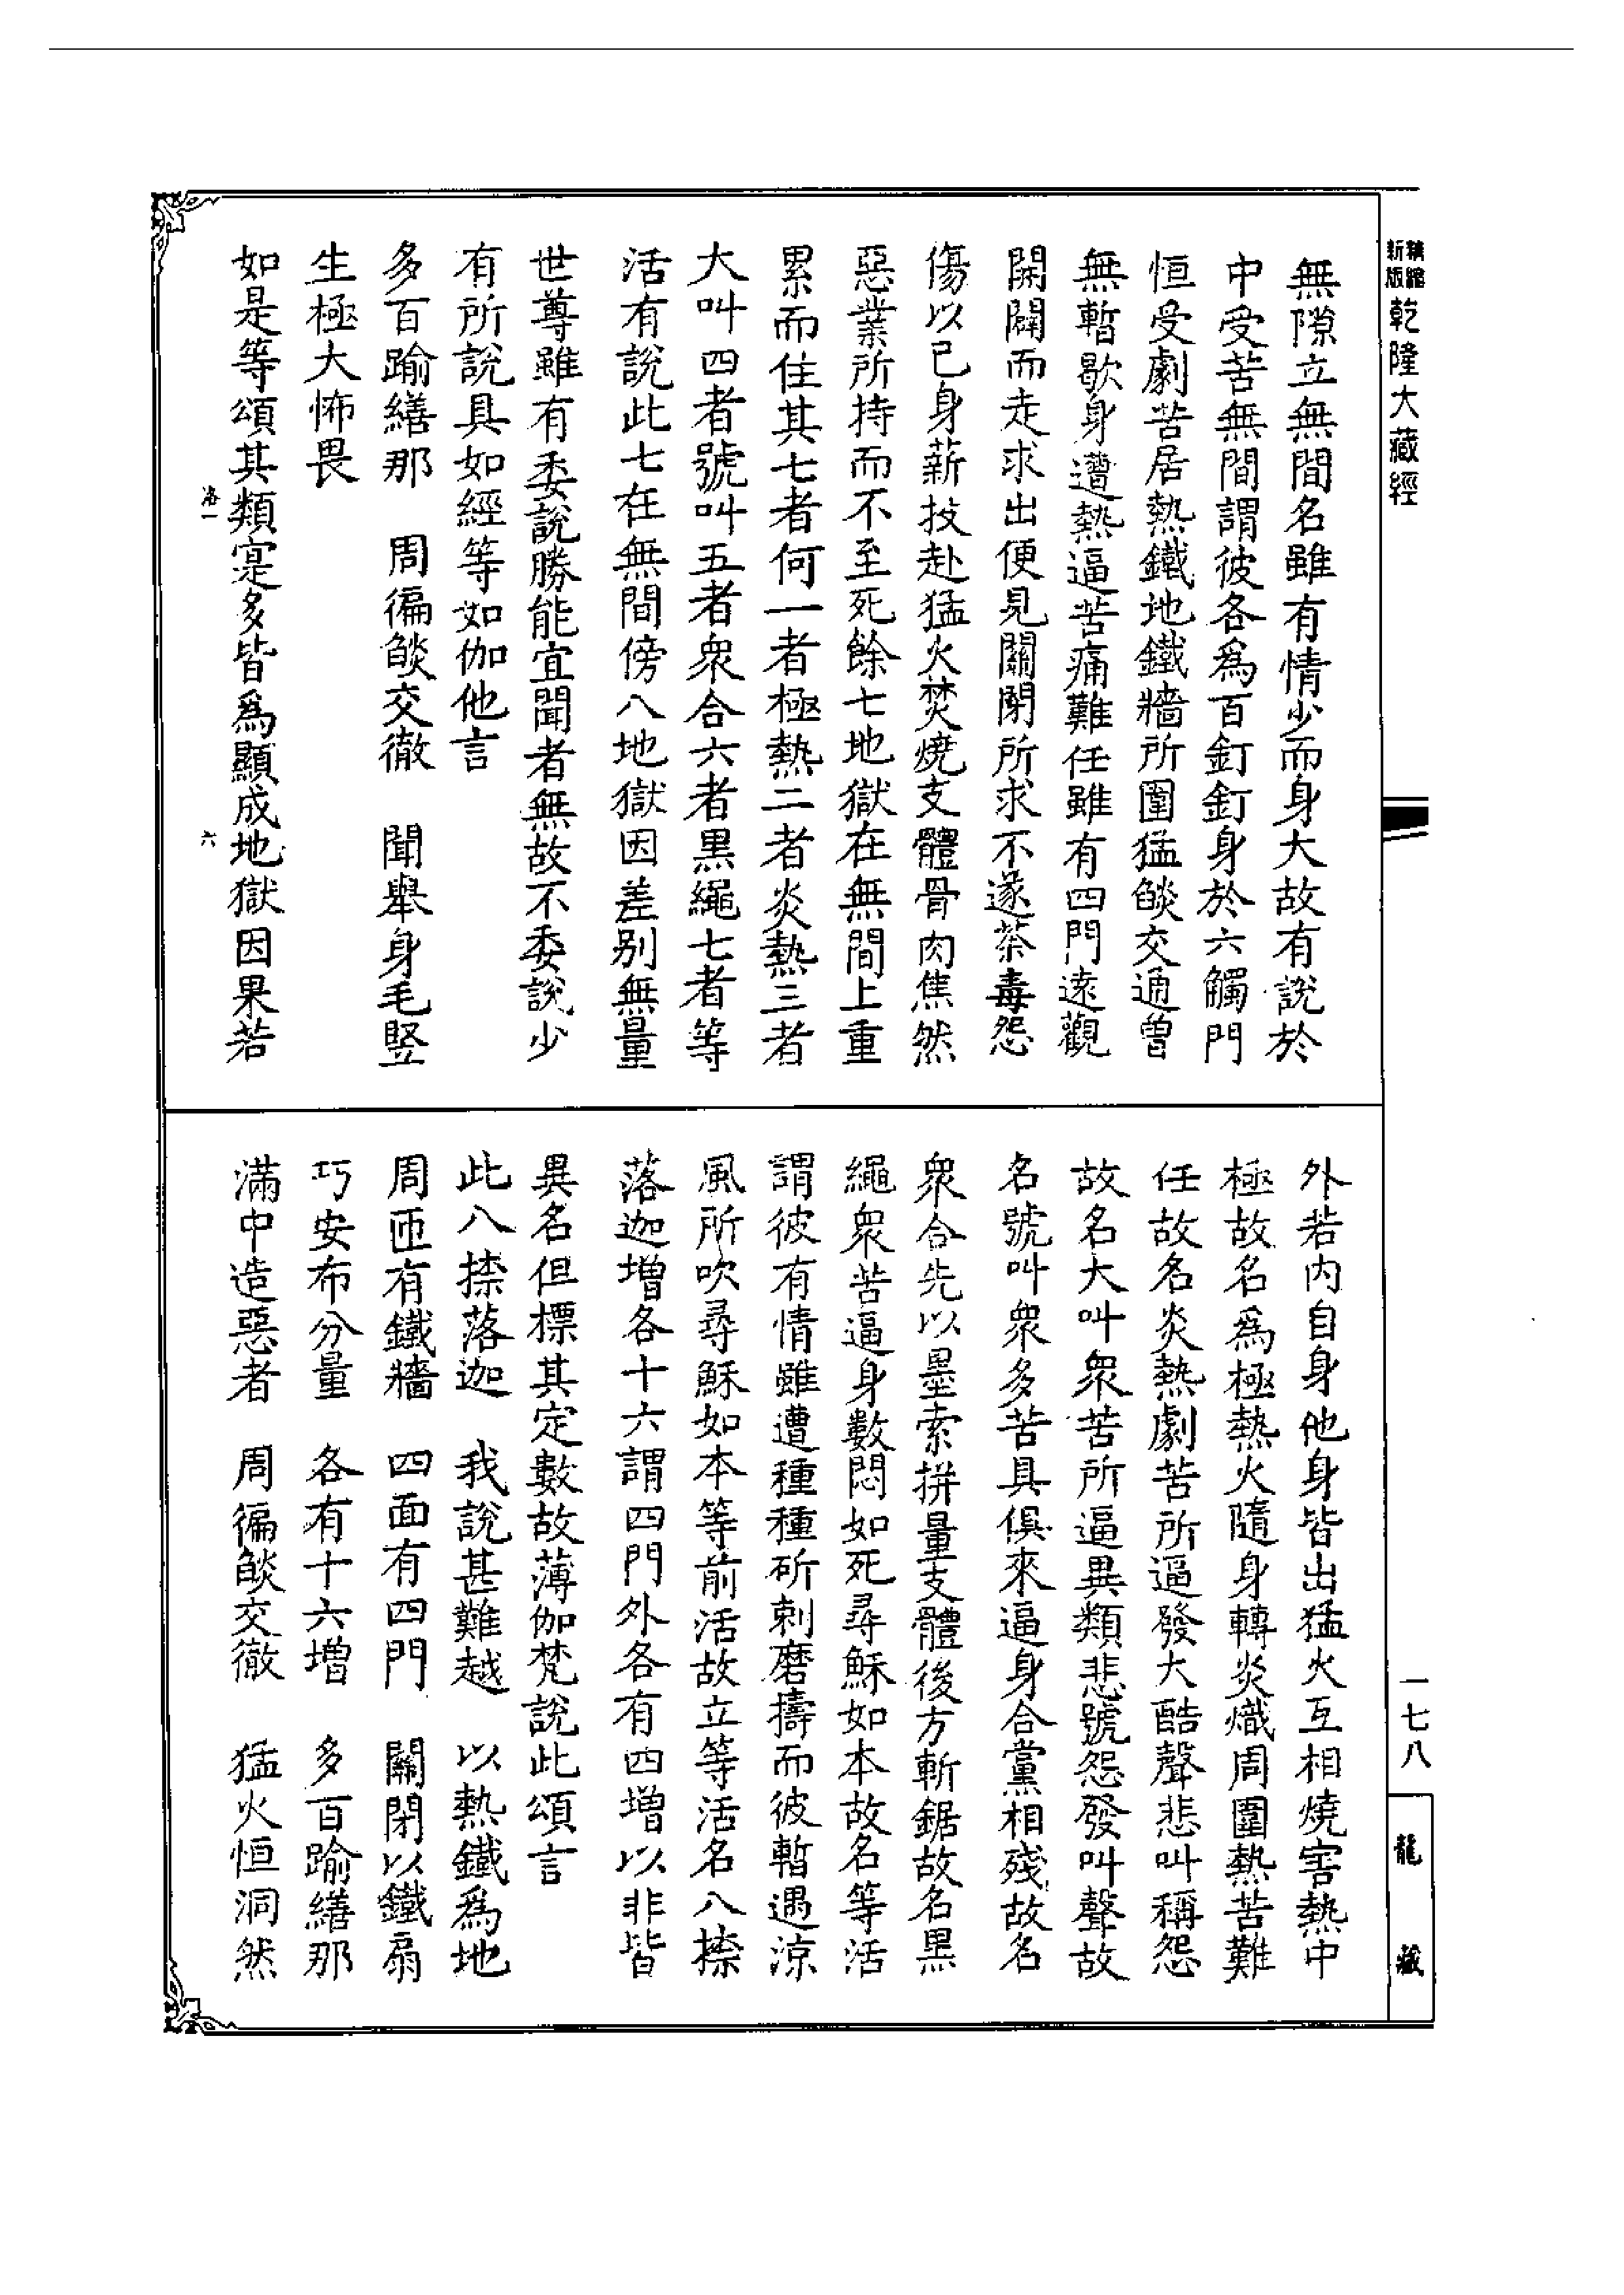 精縮新版乾隆大藏經
無隙立無間名雖有情少而身大故有說於
中受苦無間謂彼各為百釘釘身於六觸門
恒受劇苦居熱鐵地鐵牆所圍猛燄交通曾
無暫歇身遭熱逼苦痛難任雖有四門遠觀
開闢而走求出便見關閉所求不遂荼毒怨
傷以已身薪技赴猛火焚燒支體骨肉焦然
惡業所持而不至死餘七地獄在無間上重
累而住其七者何一者極熱二者炎熱三者
大叫四者號叫五者衆合六者黑繩七者等
活有說此七在無間傍八地獄因差別無量
世尊雖有委說勝能宜聞者無故不委說少
有所說具如經等如伽他言
多百踰繕那　周徧燄交徹　聞舉身毛竪
生極大怖畏
如是等頌其類寔多皆為顯成地獄因果若
洛一　六
外若内自身他身皆出猛火互相燒害熱中
極故名為極熱火隨身轉炎熾周圍熱苦難
任故名炎熱劇苦所逼發大酷聲悲叫稱怨
故名大叫衆苦所逼異類悲號怨發叫聲故
名號叫衆多苦具俱來逼身合黨相殘故名
衆合先以墨索拼量支體後方斬鋸故名黑
繩衆苦逼身數悶如死尋穌如本故名等活
謂彼有情雖遭種種斫刺磨擣而彼暫遇涼
風所吹尋穌如本等前活故立等活名八捺
落迦增各十六謂四門外各有四增以非皆
異名但標其定數故薄伽梵說此頌言
此八捺落迦　我說甚難越　以熱鐵為地
周匝有鐵牆　四面有四門　關閉以鐵扇
巧安布分量　各有十六增　多百踰繕那
滿中造惡者　周徧燄交徹　猛火恒洞然
一七八
龍藏